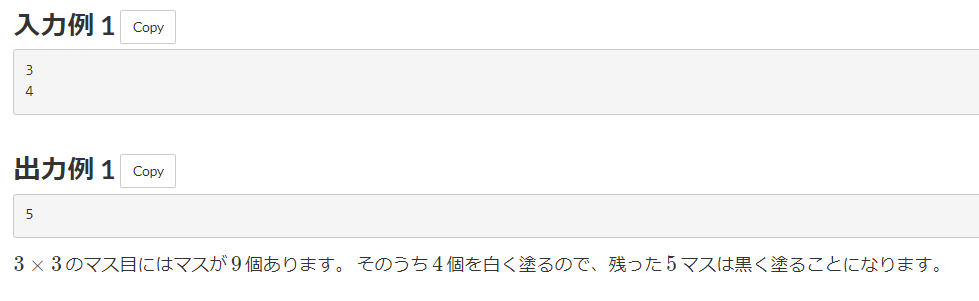 入力例 1 Copy
3
4
出力例 1 Copy
5
3 × 3 のマス目にはマスが 9 個あります。 そのうち 4 個を白く塗るので、残った 5 マスは黒く塗ることになります。